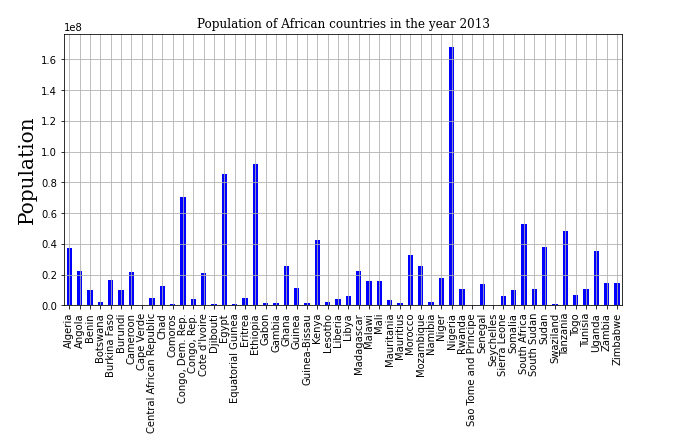 Population of African countries in the year 2013
1e8
Population
1.6
1.4
1.2
1.0
0.8
0.6
0.4
0.2
0.0
Algeria
Angola
Benin
Botswana
Burkina Faso
Burundi
Cameroon
Cape Verde
Central African Republic
Chad
Comoros
Congo, Dem. Rep.
Congo, Rep.
Cote d'Ivoire
Djibouti
Egypt
Equatorial Guinea
Eritrea
Ethiopia
Gabon
Gambia
Ghana
Guinea
Guinea-Bissau
Kenya
Lesotho
Liberia
Libya
Madagascar
Malawi
Mali
Mauritania
Mauritius
Morocco
Mozambique
Namibia
Niger
Nigeria
Rwanda
Sao Tome and Principe
Senegal
Seychelles
Sierra Leone
Somalia
South Africa
South Sudan
Sudan
Swaziland
Tanzania
Togo
Tunisia
Uganda
Zambia
Zimbabwe